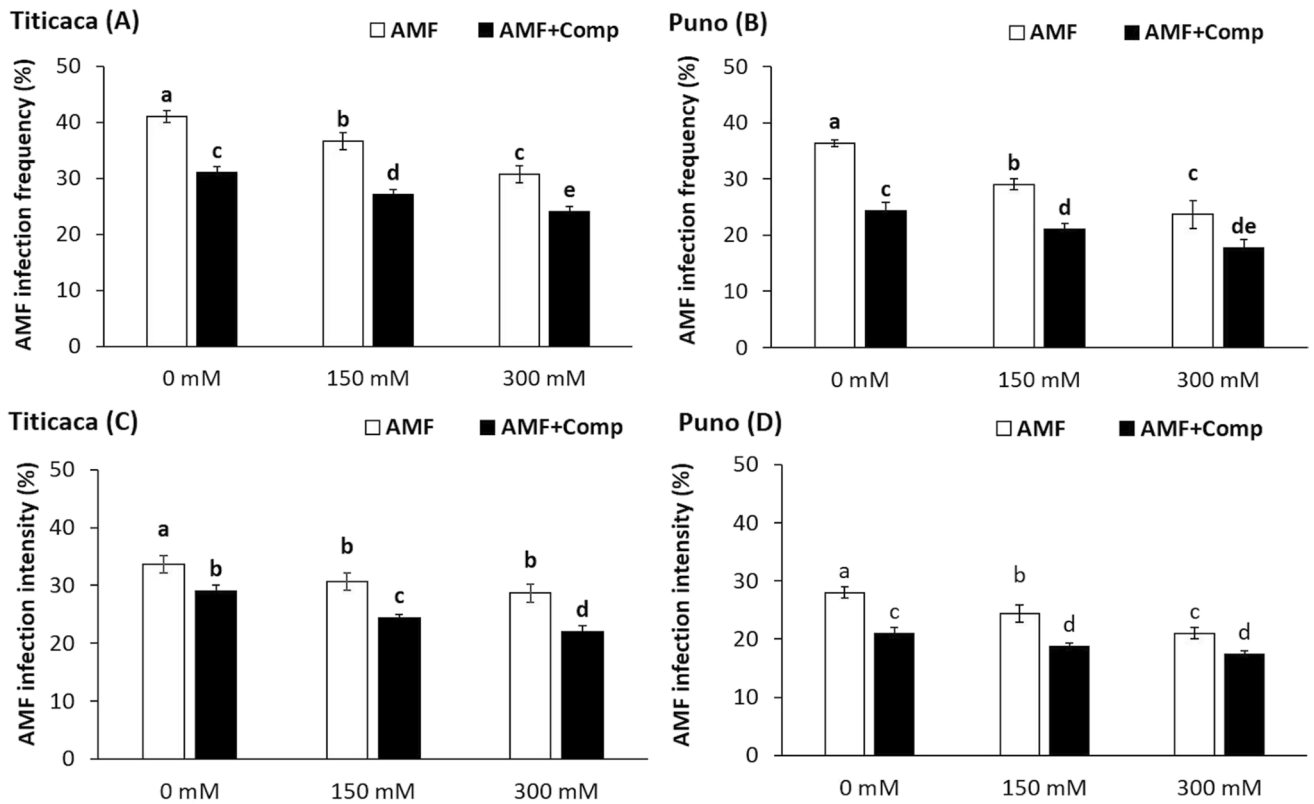 Titicaca (A)
AMF AMF+Comp
AMF infection frequency (%)
50
40
30
20
10
0
a
c
b
d
c
e
0 mM 150 mM 300 mM
Puno (B)
AMF AMF+Comp
AMF infection frequency (%)
50
40
30
20
10
0
a
c
b
d
c
de
0 mM 150 mM 300 mM
Titicaca (C)
AMF AMF+Comp
AMF infection intensity (%)
50
40
30
20
10
0
a
b
b
c
b
d
0 mM 150 mM 300 mM
Puno (D)
AMF AMF+Comp
AMF infection intensity (%)
50
40
30
20
10
0
a
c
b
d
c
d
0 mM 150 mM 300 mM